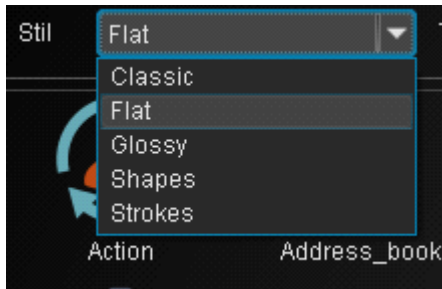 Stil Flat
Classic
Flat
Glossy
Shapes
Strokes
Action Address_book